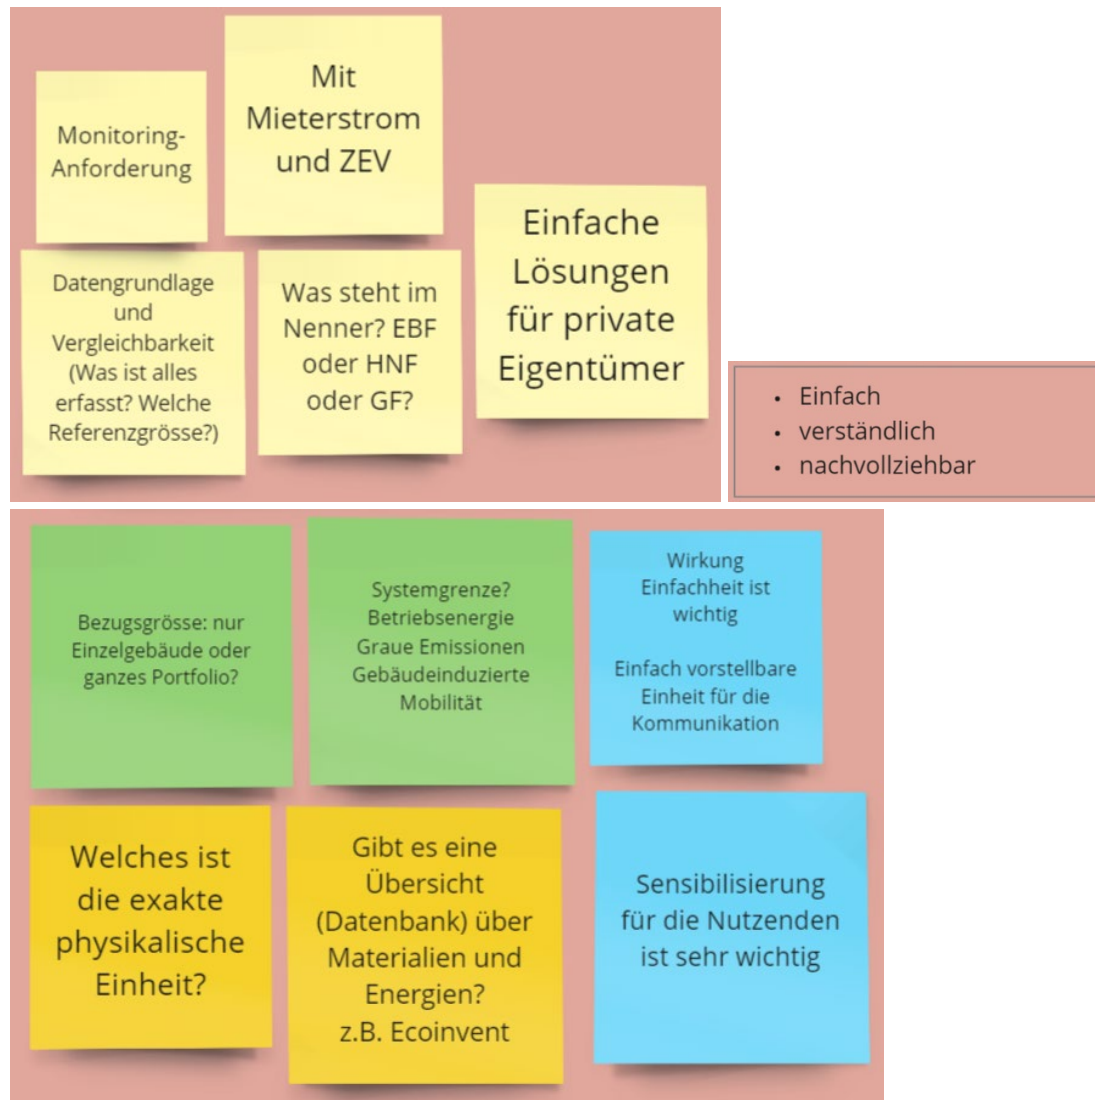 Monitoring-
Anforderung
Mit
Mieterstrom
und ZEV
Einfache
Lösungen
für private
Eigentümer
Datengrundlage
und
Vergleichbarkeit
(Was ist alles
erfasst? Welche
Referenzgrösse?)
Was steht im
Nenner? EBF
oder HNF
oder GF?
• Einfach
• verständlich
• nachvollziehbar
Bezugsgrösse: nur
Einzelgebäude oder
ganzes Portfolio?
Systemgrenze?
Betriebsenergie
Graue Emissionen
Gebäudeinduzierte
Mobilität
Wirkung
Einfachheit ist
wichtig
Einfach vorstellbare
Einheit für die
Kommunikation
Welches ist
die exakte
physikalische
Einheit?
Gibt es eine
Übersicht
(Datenbank) über
Materialien und
Energien?
z.B. Ecoinvent
Sensibilisierung
für die Nutzenden
ist sehr wichtig